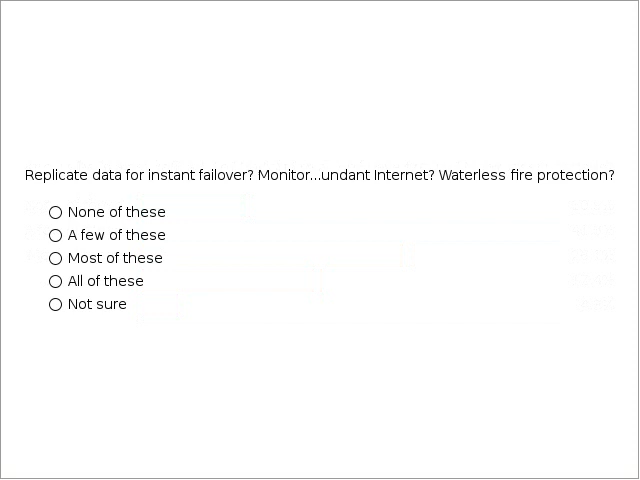 Replicate data for instant failover? Monitor...undant Internet? Waterless fire protection?
None of these
A few of these
Most of these
All of these
Not sure